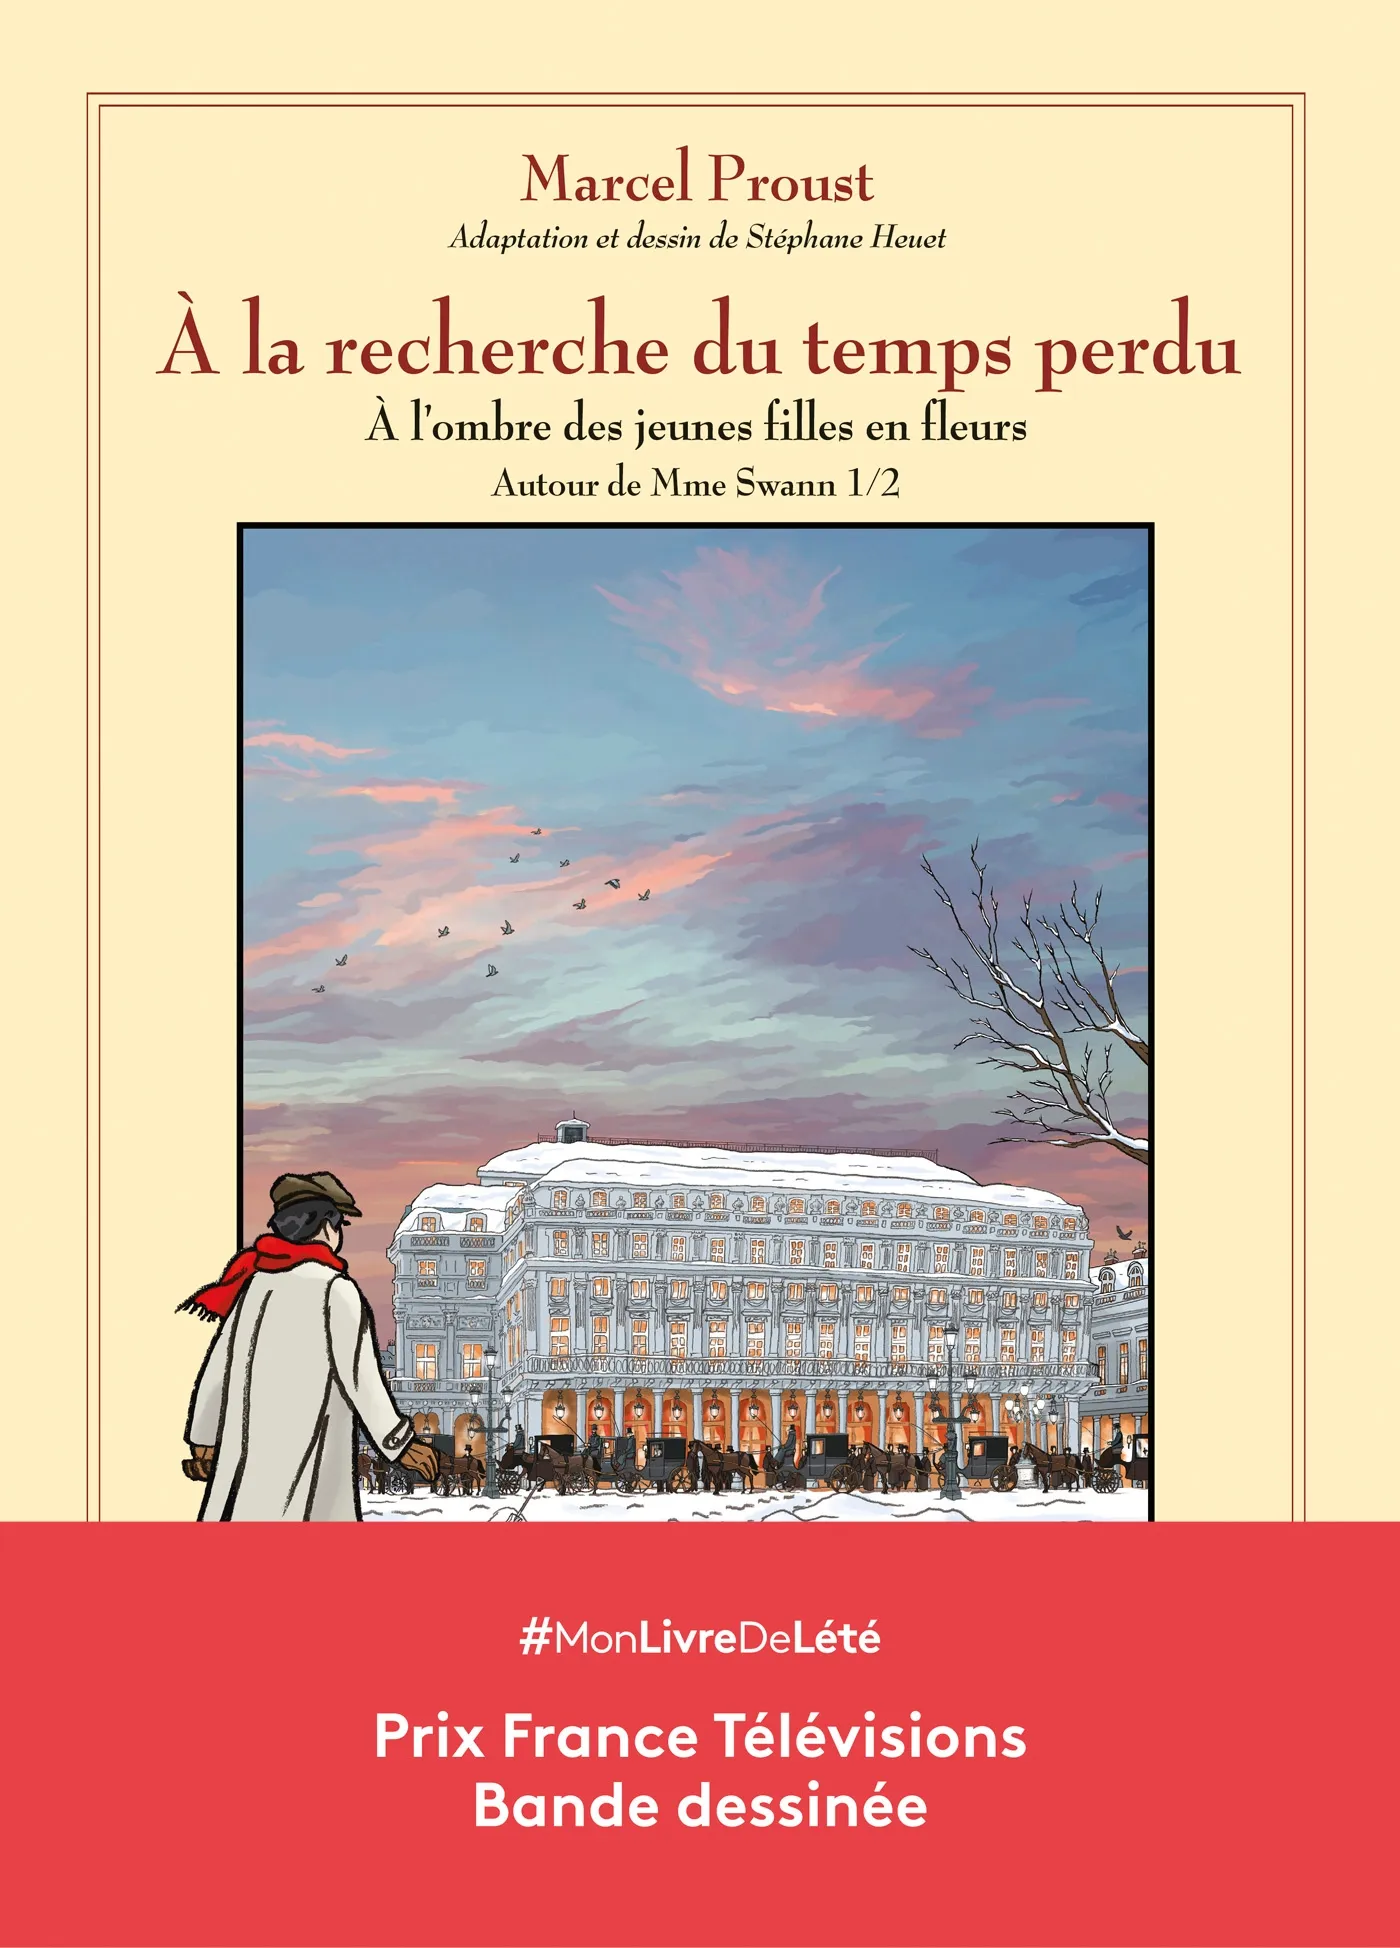 Marcel Proust
Adaptation et dessin de Stéphane Heuet
À la recherche du temps perdu
À l'ombre des jeunes filles en fleurs
Autour de Mme Swann 1/2
#MonLivreDeLété
Prix France Télévisions
Bande dessinée